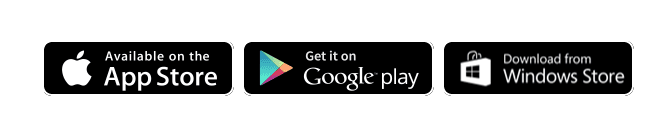 Available on the
App Store
Get it on
Google play
Download from
Windows Store